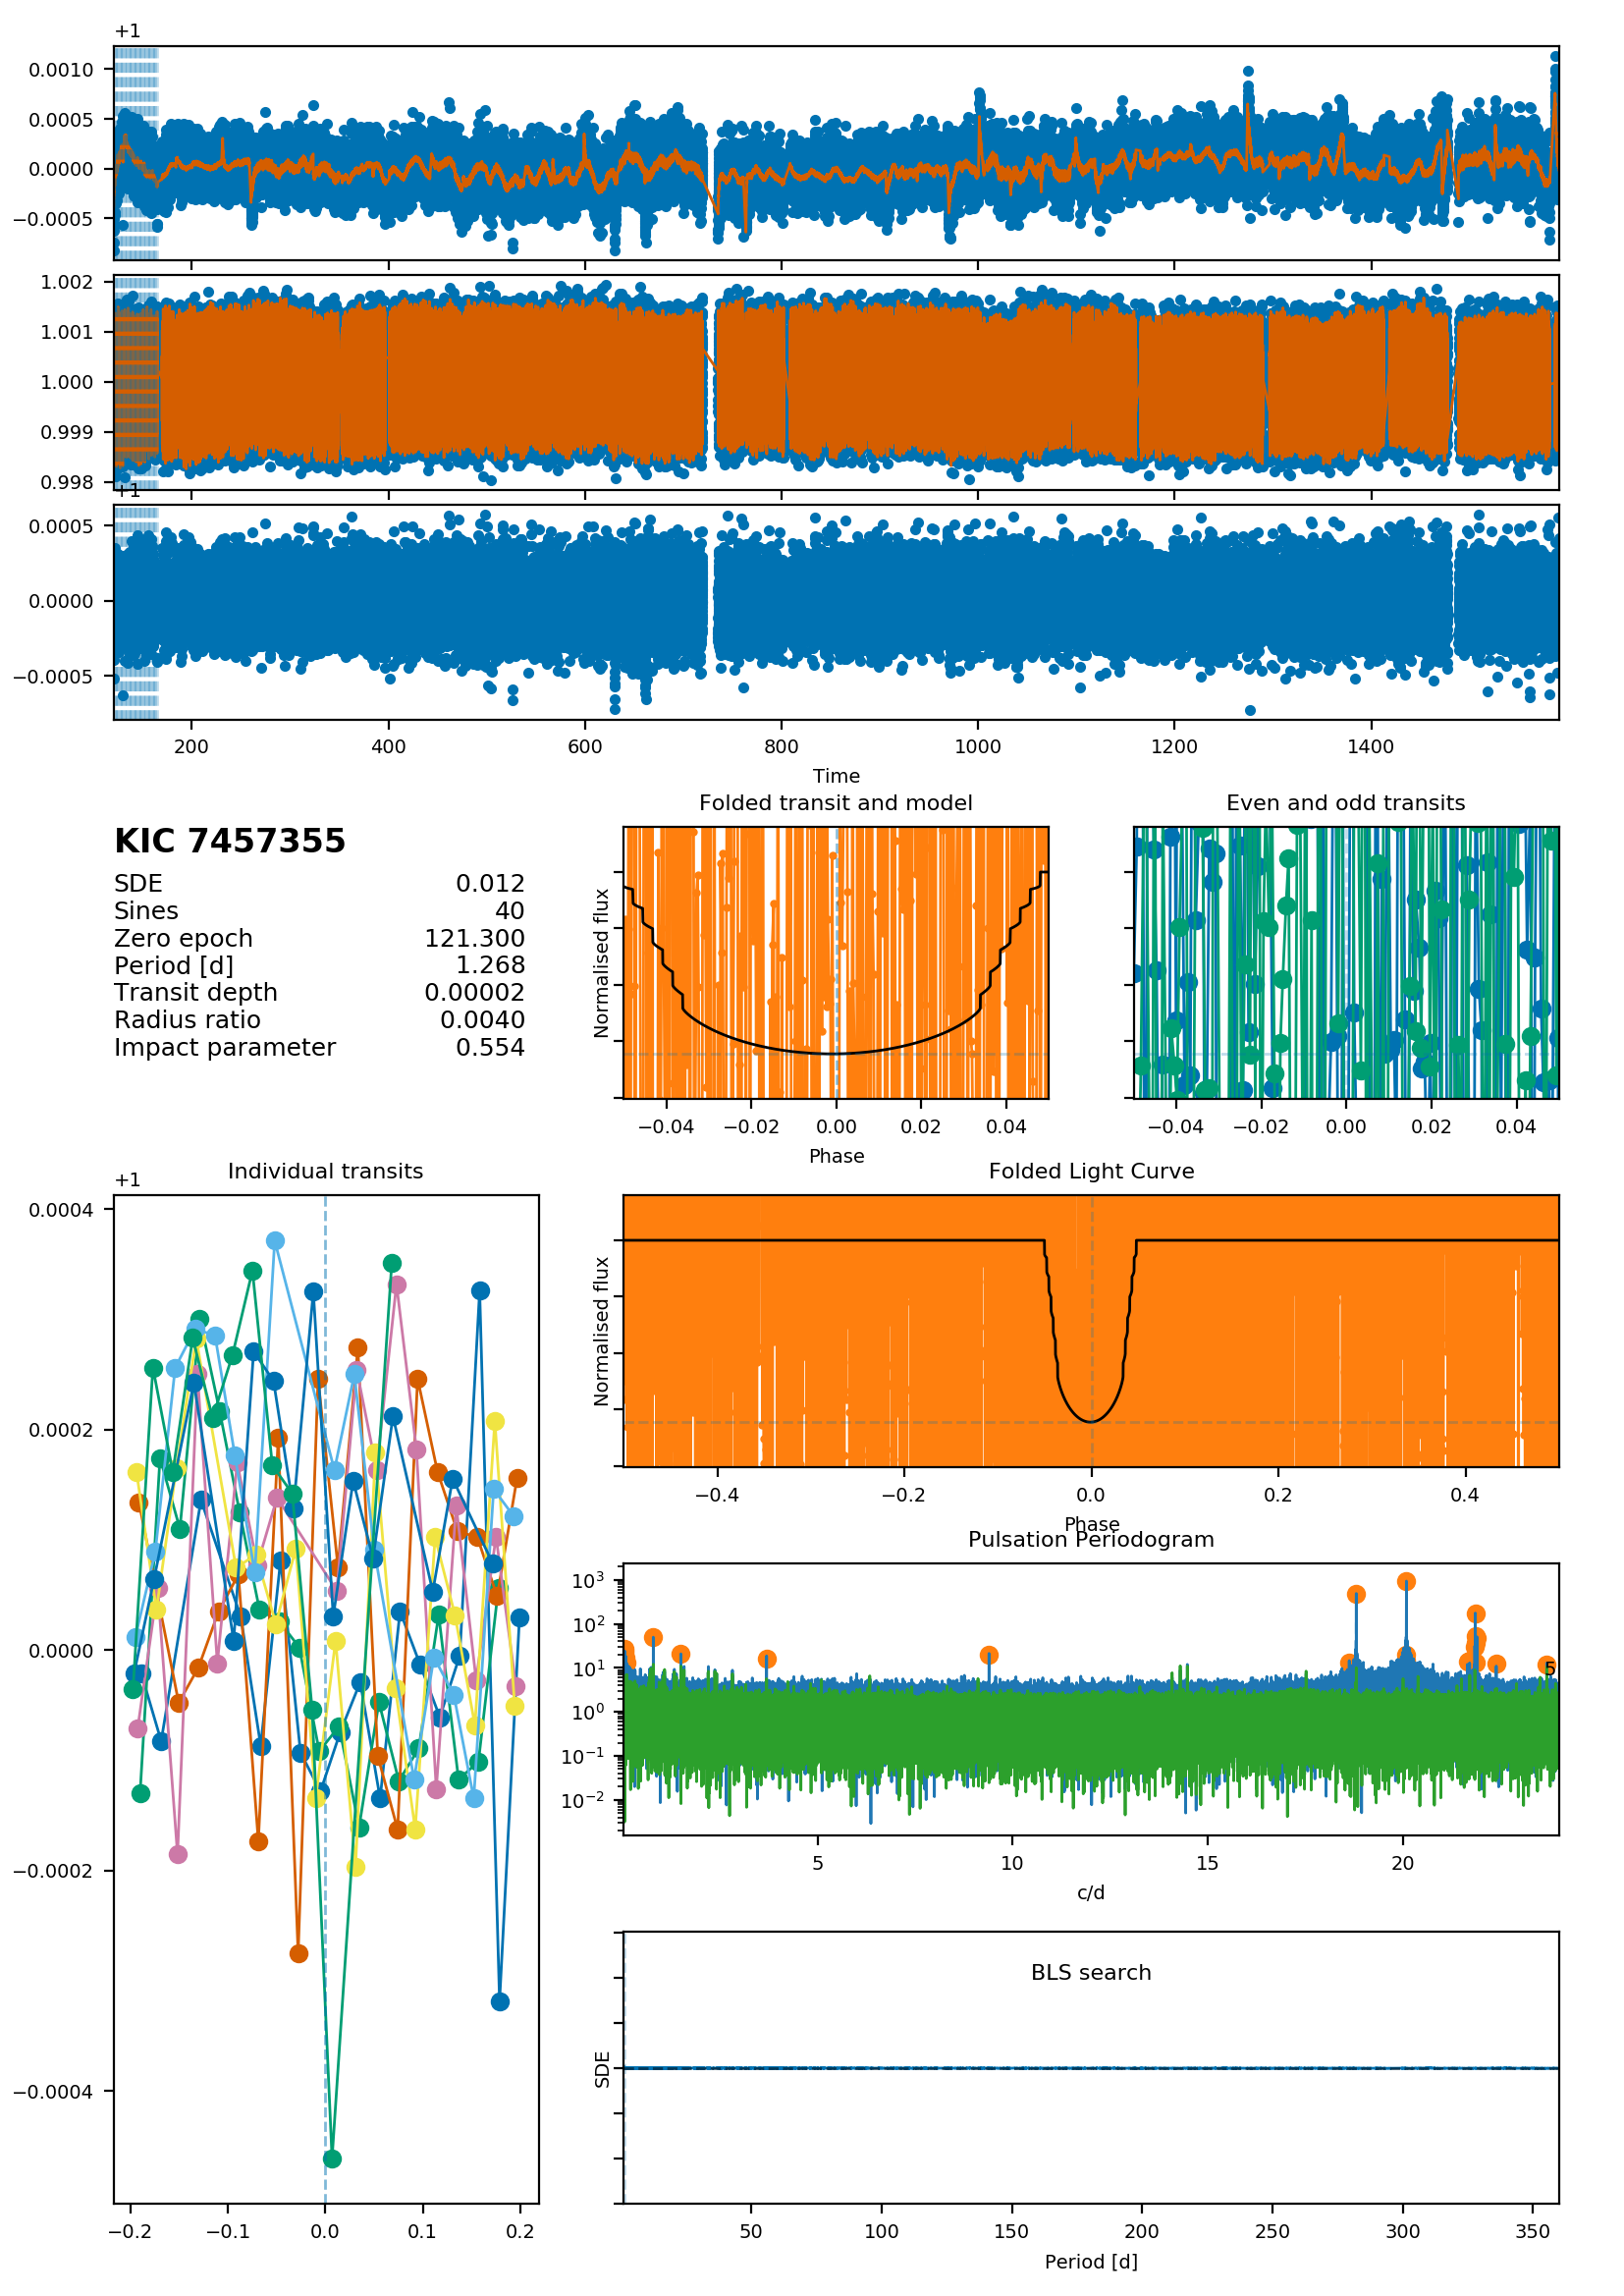 +1
0.0010
0.0005
0.0000
−0.0005
1.002
1.001
1.000
0.999
0.998
+1
0.0005
0.0000
−0.0005
200 400 600 800 1000 1200 1400
Time
KIC 7457355
SDE 0.012
Sines 40
Zero epoch 121.300
Period [d] 1.268
Transit depth 0.00002
Radius ratio 0.0040
Impact parameter 0.554
Folded transit and model
Normalised flux
−0.04 −0.02 0.00 0.02 0.04
Phase
Even and odd transits
−0.04 −0.02 0.00 0.02 0.04
Individual transits
+1
0.0004
0.0002
0.0000
−0.0002
−0.0004
−0.2 −0.1 0.0 0.1 0.2
Folded Light Curve
Normalised flux
−0.4 −0.2 0.0 0.2 0.4
Phase
Pulsation Periodogram
10³
10²
10¹
10⁰
10⁻¹
10⁻²
5
5 10 15 20
c/d
BLS search
SDE
50 100 150 200 250 300 350
Period [d]